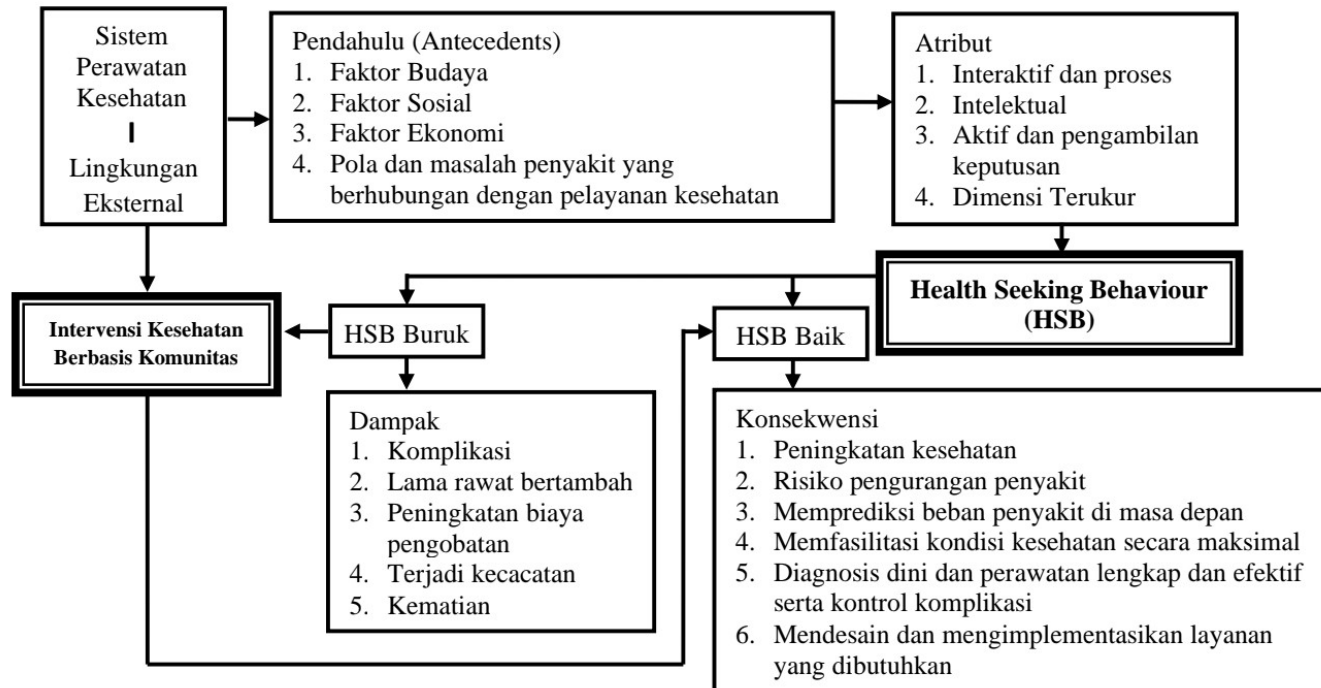 Sistem
Perawatan
Kesehatan
Lingkungan
Eksternal
Pendahulu (Antecedents)
1. Faktor Budaya
2. Faktor Sosial
3. Faktor Ekonomi
4. Pola dan masalah penyakit yang
berhubungan dengan pelayanan kesehatan
Atribut
1. Interaktif dan proses
2. Intelektual
3. Aktif dan pengambilan
keputusan
4. Dimensi Terukur
Intervensi Kesehatan
Berbasis Komunitas
HSB Buruk
HSB Baik
Health Seeking Behaviour
(HSB)
Dampak
1. Komplikasi
2. Lama rawat bertambah
3. Peningkatan biaya
pengobatan
4. Terjadi kecacatan
5. Kematian
Konsekwensi
1. Peningkatan kesehatan
2. Risiko pengurangan penyakit
3. Memprediksi beban penyakit di masa depan
4. Memfasilitasi kondisi kesehatan secara maksimal
5. Diagnosis dini dan perawatan lengkap dan efektif
serta kontrol komplikasi
6. Mendesain dan mengimplementasikan layanan
yang dibutuhkan